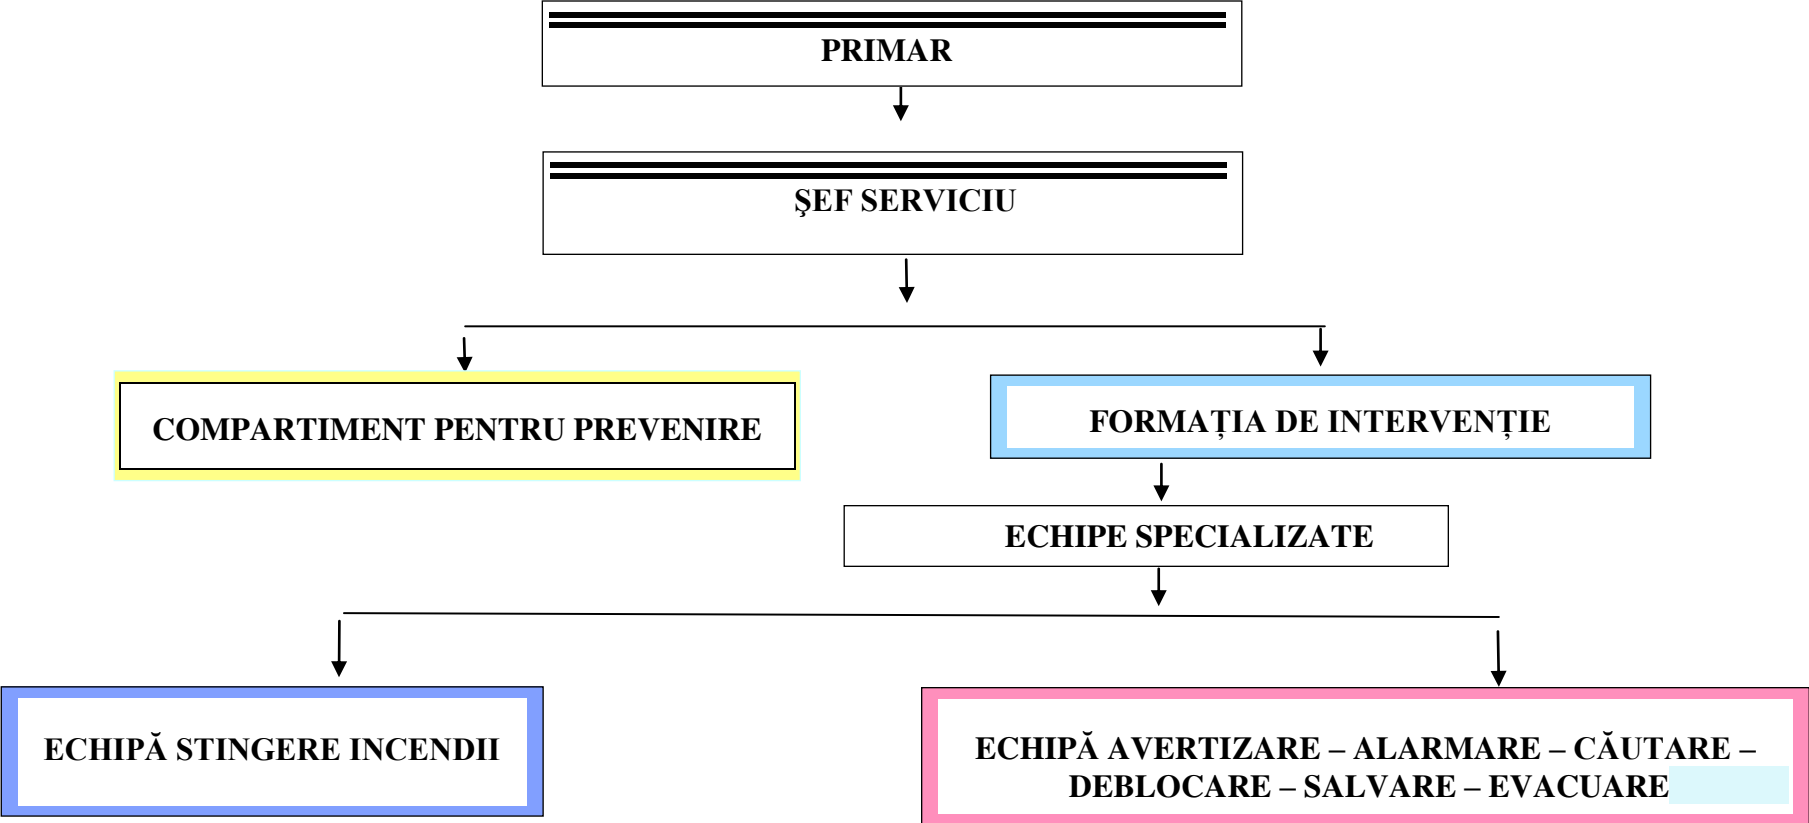 PRIMAR
ŞEF SERVICIU
COMPARTIMENT PENTRU PREVENIRE
FORMAȚIA DE INTERVENȚIE
ECHIPE SPECIALIZATE
ECHIPĂ STINGERE INCENDII
ECHIPĂ AVERTIZARE – ALARMARE – CĂUTARE –
DEBLOCARE – SALVARE – EVACUARE